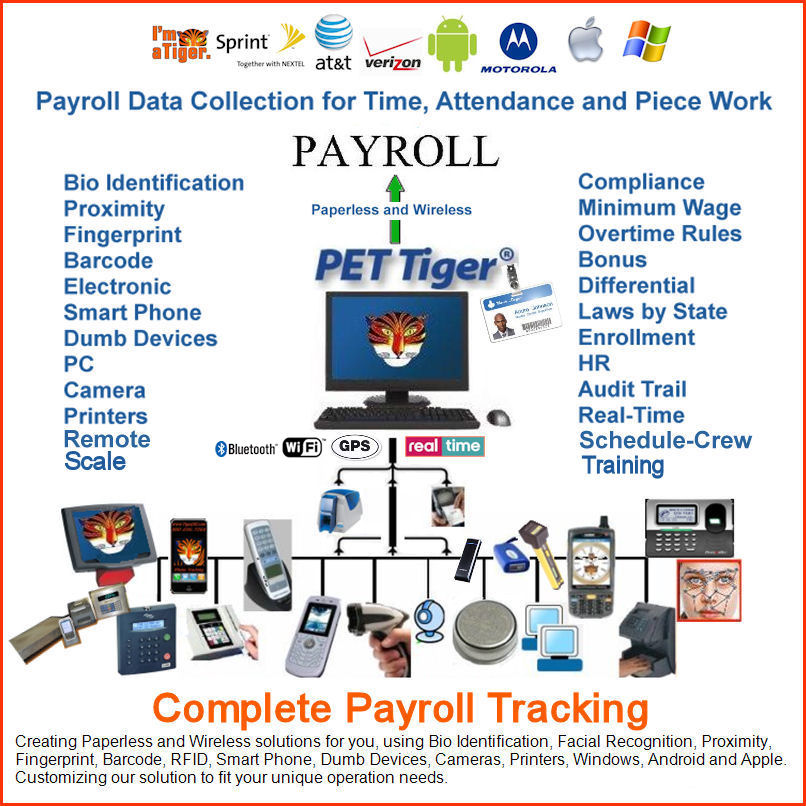 I'm
a Tiger.
Sprint
Together with NEXTEL
at&t
verizon
MOTOROLA
Payroll Data Collection for Time, Attendance and Piece Work
PAYROLL
Paperless and Wireless
PET Tiger®
Bio Identification
Proximity
Fingerprint
Barcode
Electronic
Smart Phone
Dumb Devices
PC
Camera
Printers
Remote
Scale
Compliance
Minimum Wage
Overtime Rules
Bonus
Differential
Laws by State
Enrollment
HR
Audit Trail
Real-Time
Schedule-Crew
Training
Bluetooth™ Wi Fi™ GPS real time
Complete Payroll Tracking
Creating Paperless and Wireless solutions for you, using Bio Identification, Facial Recognition, Proximity,
Fingerprint, Barcode, RFID, Smart Phone, Dumb Devices, Cameras, Printers, Windows, Android and Apple.
Customizing our solution to fit your unique operation needs.